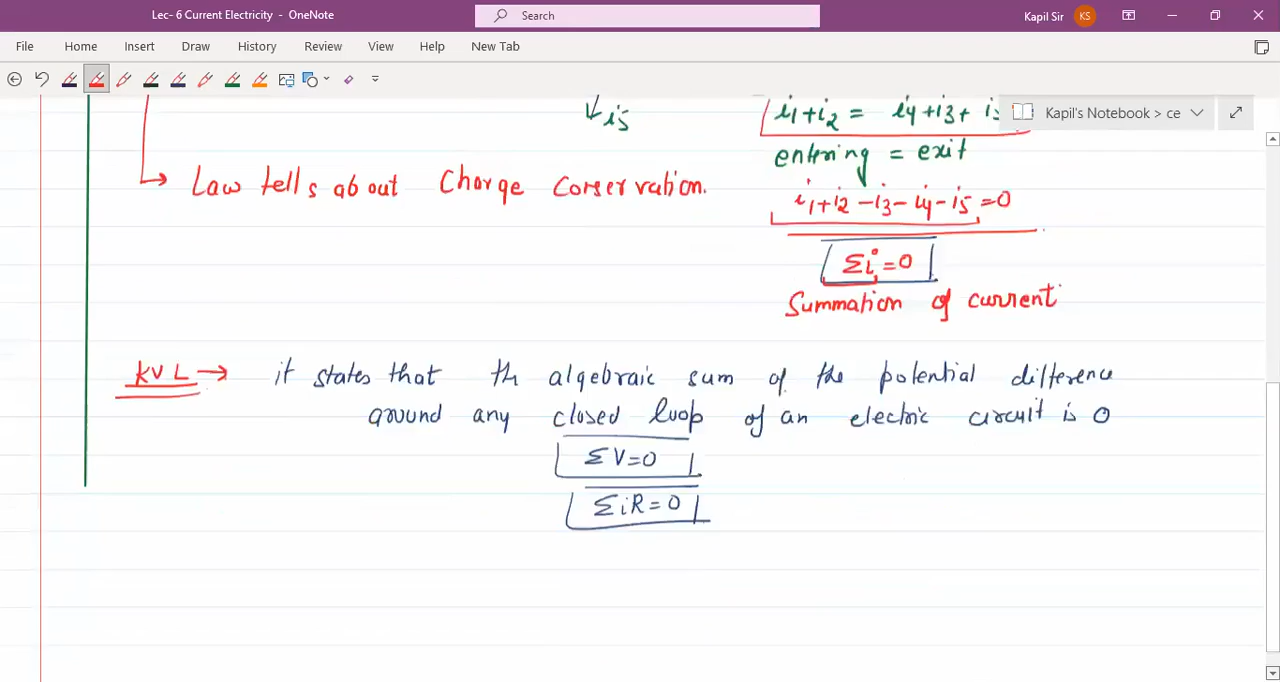 Lec- 6 Current Electricity - OneNote
Search
Kapil Sir KS
File Home Insert Draw History Review View Help New Tab
Kapil's Notebook > ce
i1+i2 = i4+i3+ i5
↓i5
entering = exit
→ Law tells about Charge Conservation.
i1+i2 -i3- i4- i5 =0
Σi=0
Summation of current
KVL → it states that th algebraic sum of the potential difference
around any closed loop of an electric circuit is 0
ΣV=0
ΣiR=0